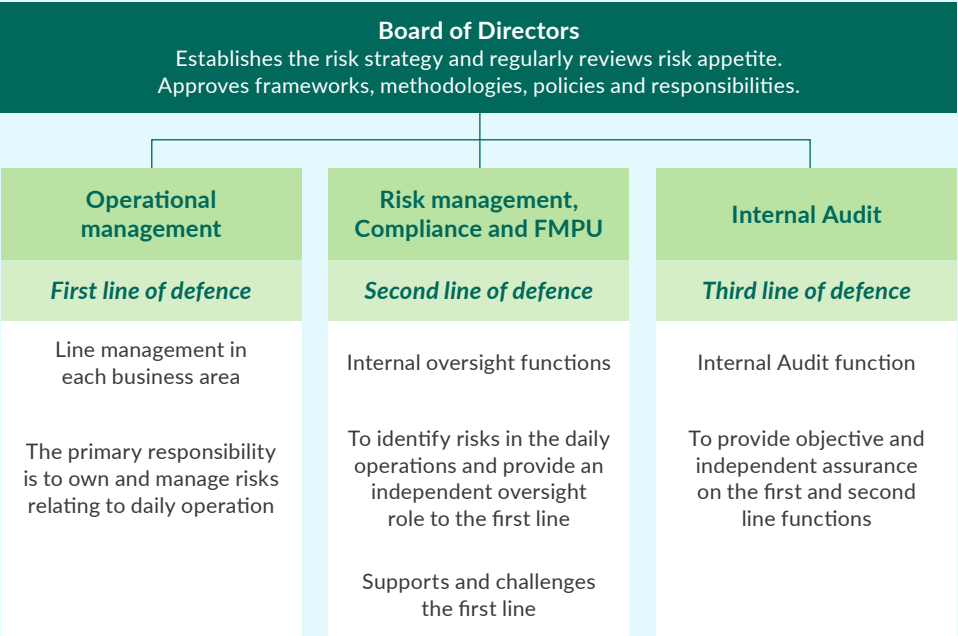 Board of Directors
Establishes the risk strategy and regularly reviews risk appetite.
Approves frameworks, methodologies, policies and responsibilities.
Operational
management
First line of defence
Line management in
each business area
The primary responsibility
is to own and manage risks
relating to daily operation
Risk management,
Compliance and FMPU
Second line of defence
Internal oversight functions
To identify risks in the daily
operations and provide an
independent oversight
role to the first line
Supports and challenges
the first line
Internal Audit
Third line of defence
Internal Audit function
To provide objective and
independent assurance
on the first and second
line functions